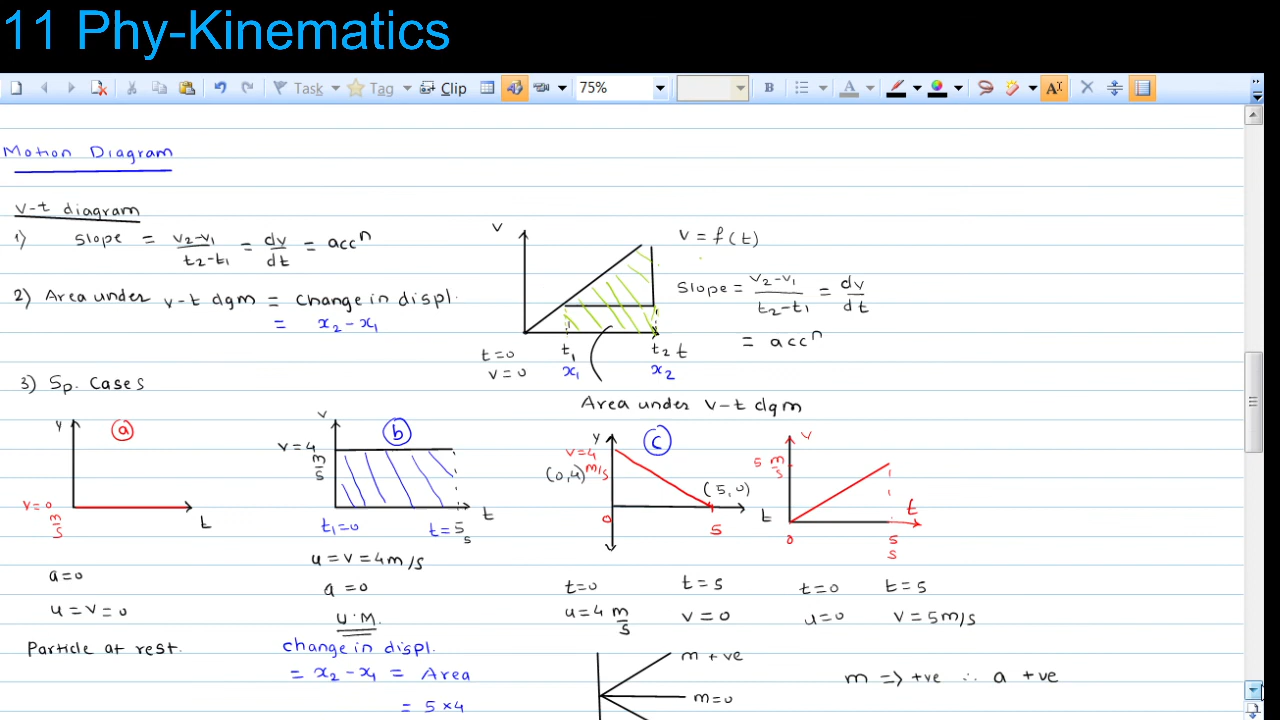 11 Phy-Kinematics
Task Tag Clip 75% B A A
Motion Diagram
v-t diagram
1) slope = v2-v1/t2-t1 = dv/dt = accⁿ
2) Area under v-t dgm = change in displ.
= x2-x1
V
t=0
v=0
t1
x1
t2 t
x2
v = f(t)
Slope = v2-v1/t2-t1 = dv/dt
= accⁿ
Area under v-t dgm
3) Sp. Cases
a
y
v=0 m/s
t
a=0
u=v=0
Particle at rest.
b
v
v=4 m/s
t1=0 t=5 s
t
u=v=4m/s
a=0
U.M.
change in displ.
= x2-x1 = Area
= 5×4
c
y
v=4 m/s
(0,4)
(5,0)
0
5
t
t=0 t=5
u=4 m/s v=0
m +ve
m=0
v
5 m/s
t
0
5 s
t=0 t=5
u=0 v=5m/s
m => +ve ∴ a +ve